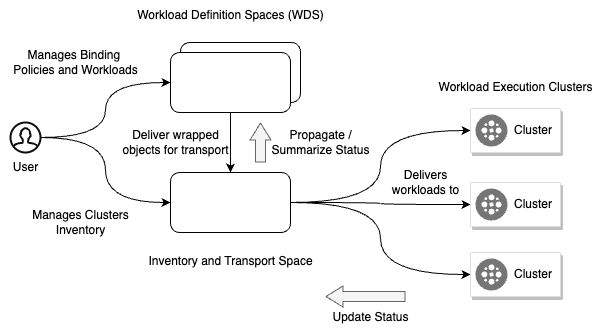 Workload Definition Spaces (WDS)
Manages Binding
Policies and Workloads
Workload Execution Clusters
Cluster
Deliver wrapped
objects for transport
Propagate /
Summarize Status
User
Delivers
workloads to
Cluster
Manages Clusters
Inventory
Inventory and Transport Space
Cluster
Update Status